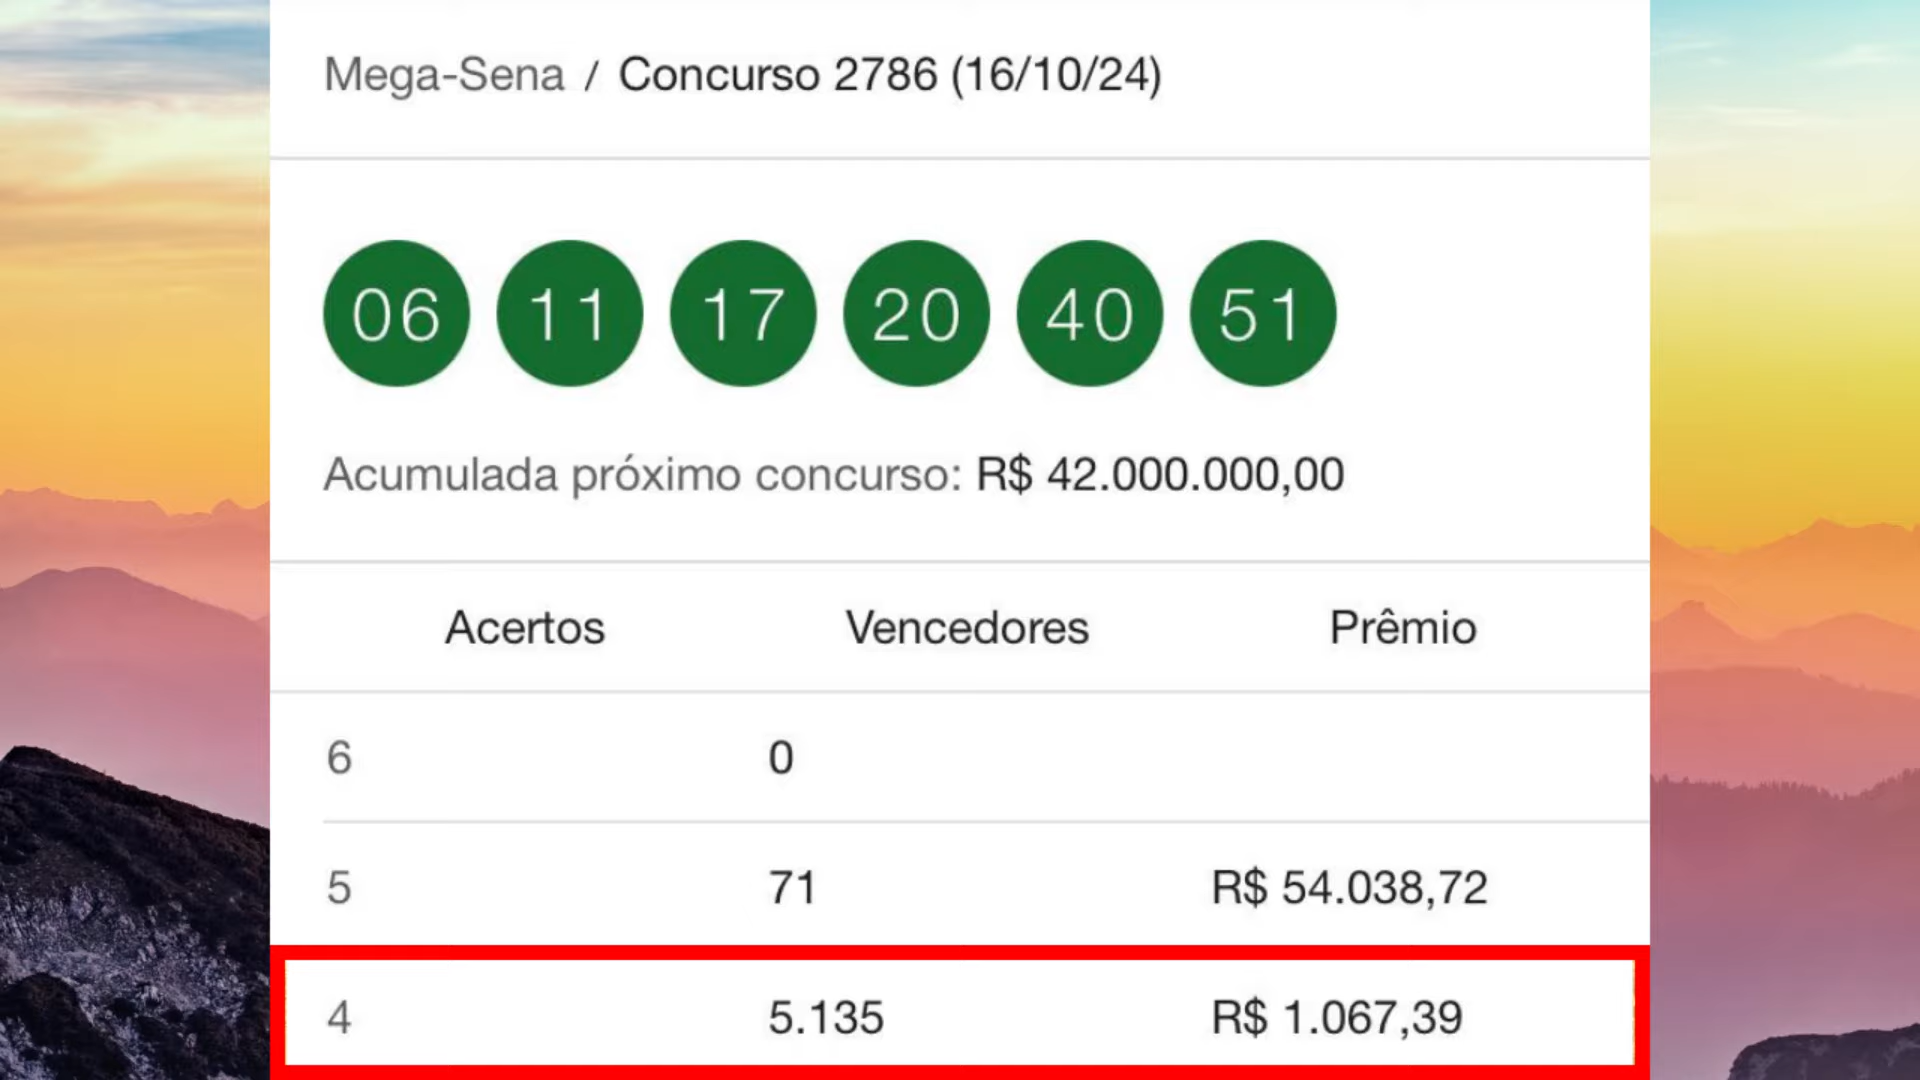 Mega-Sena / Concurso 2786 (16/10/24)
06 11 17 20 40 51
Acumulada próximo concurso: R$ 42.000.000,00
Acertos Vencedores Prêmio
6 0
5 71 R$ 54.038,72
4 5.135 R$ 1.067,39